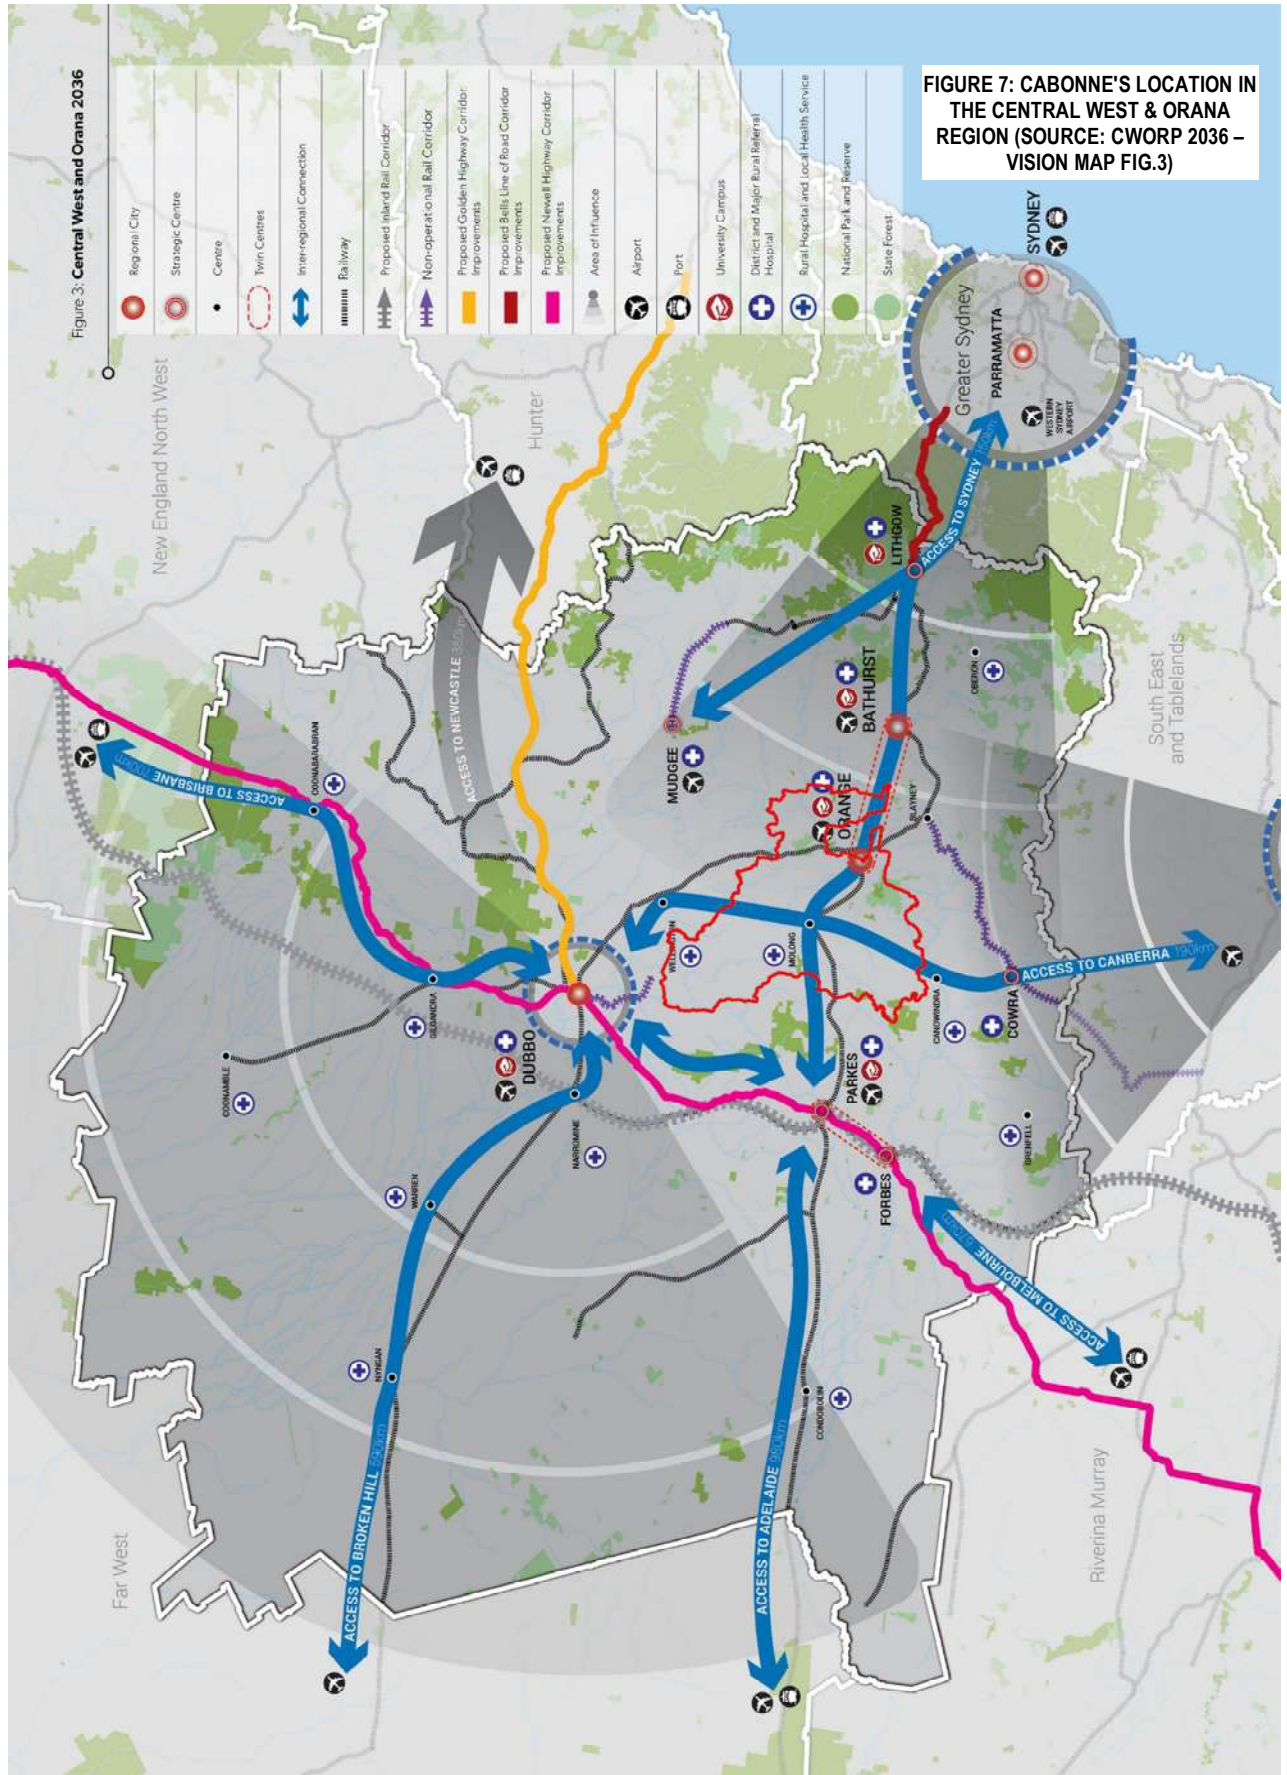 FIGURE 7: CABONNE'S LOCATION IN
THE CENTRAL WEST & ORANA
REGION (SOURCE: CWORP 2036 –
VISION MAP FIG.3)
Figure 3: Central West and Orana 2036
Regional City
Strategic Centre
Centre
Twin Centres
Inter-regional Connection
Railway
Proposed Inland Rail Corridor
Non-operational Rail Corridor
Proposed Golden Highway Corridor
Improvements
Proposed Bells Line of Road Corridor
Improvements
Proposed Newell Highway Corridor
Improvements
Area of Influence
Airport
Port
University Campus
District and Major Rural Referral
Hospital
Rural Hospital and Local Health Service
National Park and Reserve
State Forest
New England North West
Hunter
Far West
Riverina Murray
South East
and Tablelands
Greater Sydney
SYDNEY
PARRAMATTA
WESTERN
SYDNEY
AIRPORT
ACCESS TO BRISBANE 700km
ACCESS TO NEWCASTLE 380km
ACCESS TO SYDNEY 150km
ACCESS TO CANBERRA 190km
ACCESS TO MELBOURNE 670km
ACCESS TO ADELAIDE 980km
ACCESS TO BROKEN HILL 590km
COONABARABRAN
COONAMBLE
GILGANDRA
DUBBO
NARROMINE
WARREN
NYNGAN
WELLINGTON
MUDGEE
MOLONG
ORANGE
BATHURST
LITHGOW
OBERON
BLAYNEY
CANOWINDRA
COWRA
GRENFELL
PARKES
FORBES
CONDOBOLIN